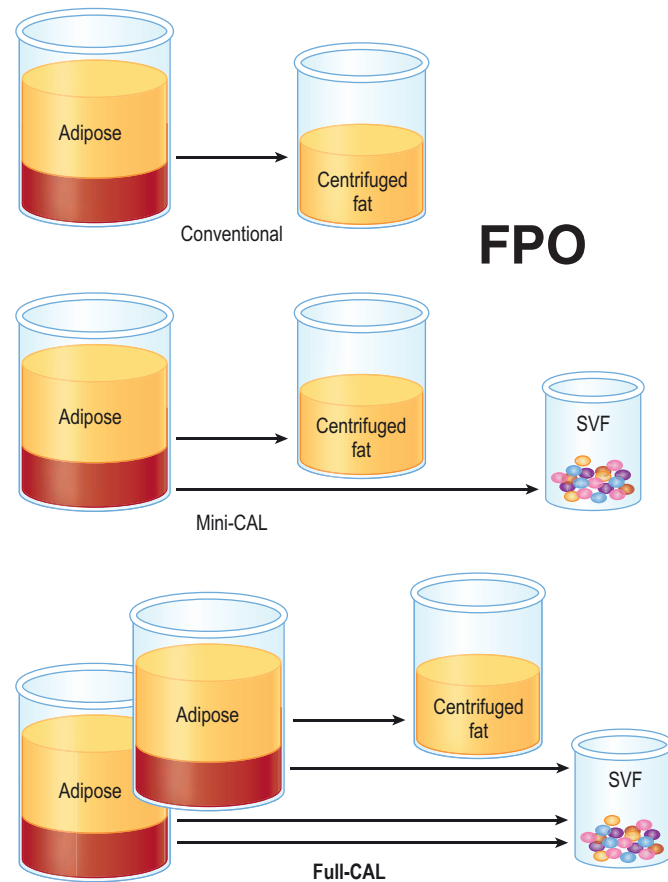 Adipose
Centrifuged
fat
Conventional
FPO
Adipose
Centrifuged
fat
SVF
Mini-CAL
Adipose
Centrifuged
fat
Adipose
SVF
Full-CAL